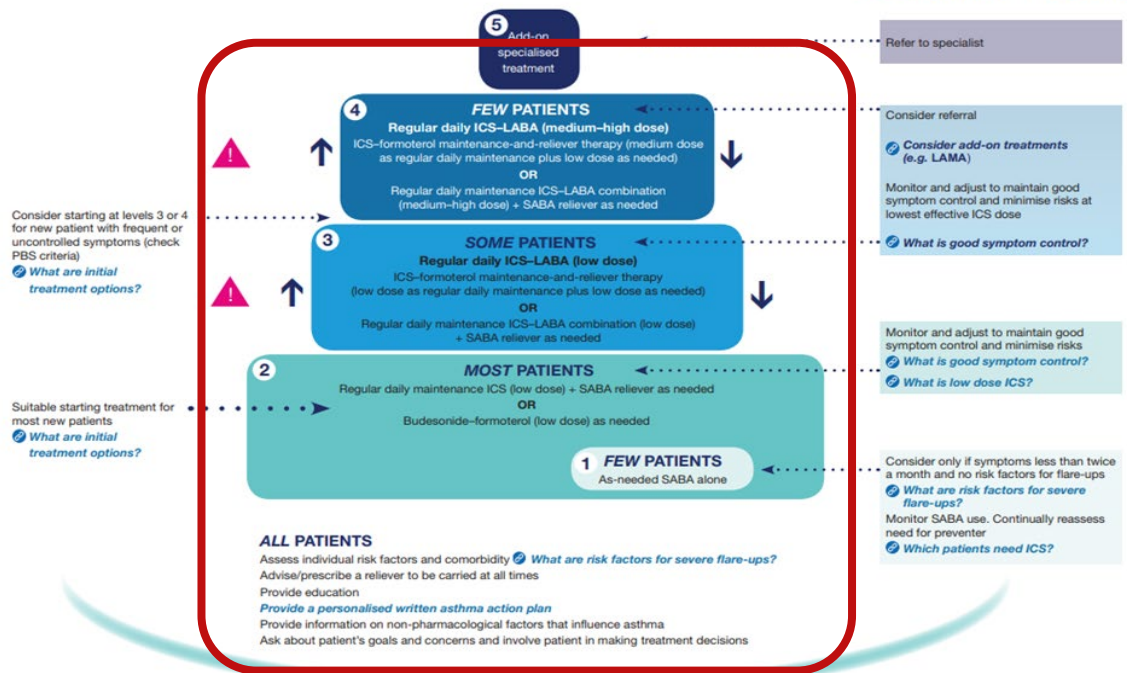 5
Add-on
specialised
treatment
Refer to specialist
4
FEW PATIENTS
Regular daily ICS–LABA (medium–high dose)
ICS–formoterol maintenance-and-reliever therapy (medium dose
as regular daily maintenance plus low dose as needed)
OR
Regular daily maintenance ICS–LABA combination
(medium–high dose) + SABA reliever as needed
!
Consider referral
Consider add-on treatments
(e.g. LAMA)
Monitor and adjust to maintain good
symptom control and minimise risks at
lowest effective ICS dose
What is good symptom control?
Consider starting at levels 3 or 4
for new patient with frequent or
uncontrolled symptoms (check
PBS criteria)
What are initial
treatment options?
3
SOME PATIENTS
Regular daily ICS–LABA (low dose)
ICS–formoterol maintenance-and-reliever therapy
(low dose as regular daily maintenance plus low dose as needed)
OR
Regular daily maintenance ICS–LABA combination (low dose)
+ SABA reliever as needed
!
Monitor and adjust to maintain good
symptom control and minimise risks
What is good symptom control?
What is low dose ICS?
2
MOST PATIENTS
Regular daily maintenance ICS (low dose) + SABA reliever as needed
OR
Budesonide–formoterol (low dose) as needed
Suitable starting treatment for
most new patients
What are initial
treatment options?
1
FEW PATIENTS
As-needed SABA alone
Consider only if symptoms less than twice
a month and no risk factors for flare-ups
What are risk factors for severe
flare-ups?
Monitor SABA use. Continually reassess
need for preventer
Which patients need ICS?
ALL PATIENTS
Assess individual risk factors and comorbidity What are risk factors for severe flare-ups?
Advise/prescribe a reliever to be carried at all times
Provide education
Provide a personalised written asthma action plan
Provide information on non-pharmacological factors that influence asthma
Ask about patient's goals and concerns and involve patient in making treatment decisions